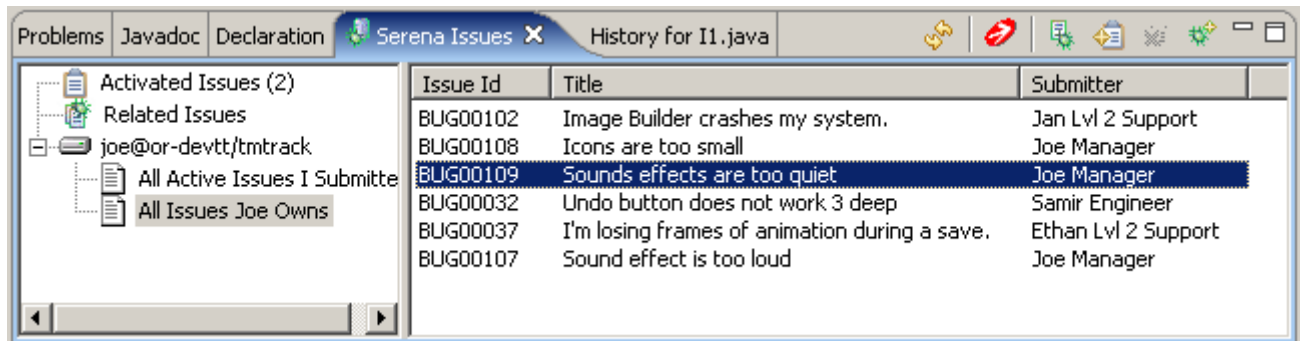 Problems Javadoc Declaration Serena Issues History for I1.java
Activated Issues (2)
Related Issues
joe@or-devtt/tmtrack
All Active Issues I Submitte
All Issues Joe Owns
Issue Id Title Submitter
BUG00102 Image Builder crashes my system. Jan Lvl 2 Support
BUG00108 Icons are too small Joe Manager
BUG00109 Sounds effects are too quiet Joe Manager
BUG00032 Undo button does not work 3 deep Samir Engineer
BUG00037 I'm losing frames of animation during a save. Ethan Lvl 2 Support
BUG00107 Sound effect is too loud Joe Manager